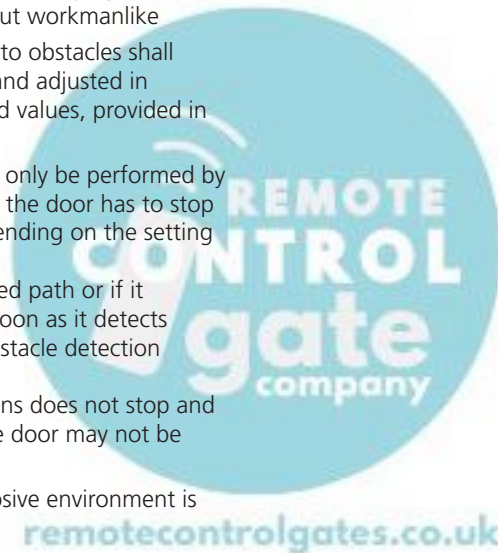 ut workmanlike
to obstacles shall
and adjusted in
d values, provided in
only be performed by
the door has to stop
ending on the setting
ed path or if it
oon as it detects
stacle detection
ns does not stop and
e door may not be
osive environment is
REMOTE
CONTROL
gate
company
remotecontrolgates.co.uk